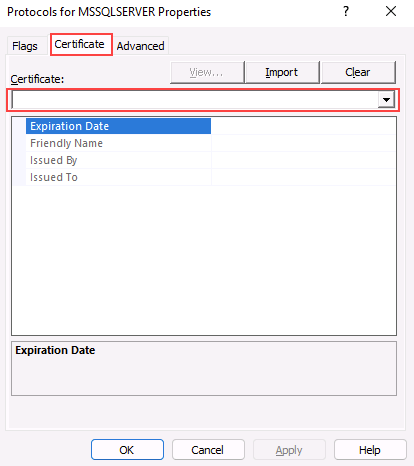 Protocols for MSSQLSERVER Properties ? ×
Flags Certificate Advanced
View... Import Clear
Certificate:
Expiration Date
Friendly Name
Issued By
Issued To
Expiration Date
OK Cancel Apply Help